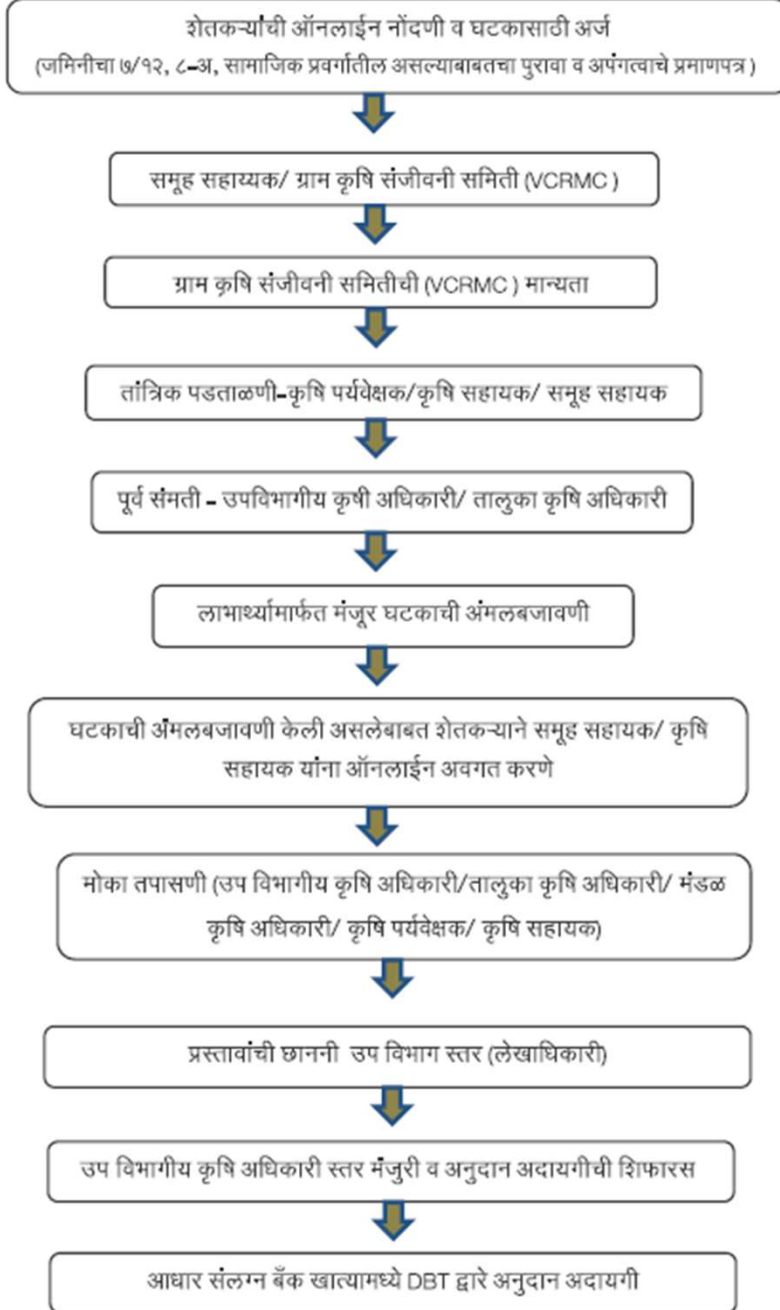 शेतकऱ्यांची ऑनलाईन नोंदणी व घटकासाठी अर्ज
(जमिनीचा ७/१२, ८-अ, सामाजिक प्रवर्गातील असल्याबाबतचा पुरावा व अपंगत्वाचे प्रमाणपत्र)
समूह सहाय्यक/ ग्राम कृषि संजीवनी समिती (VCRMC)
ग्राम कृषि संजीवनी समितीची (VCRMC) मान्यता
तांत्रिक पडताळणी-कृषि पर्यवेक्षक/कृषि सहायक/ समूह सहायक
पूर्व संमती - उपविभागीय कृषी अधिकारी/ तालुका कृषि अधिकारी
लाभार्थ्यामार्फत मंजूर घटकाची अंमलबजावणी
घटकाची अंमलबजावणी केली असलेबाबत शेतकऱ्याने समूह सहायक/ कृषि
सहायक यांना ऑनलाईन अवगत करणे
मोका तपासणी (उप विभागीय कृषि अधिकारी/तालुका कृषि अधिकारी/ मंडळ
कृषि अधिकारी/ कृषि पर्यवेक्षक/ कृषि सहायक)
प्रस्तावांची छाननी उप विभाग स्तर (लेखाधिकारी)
उप विभागीय कृषि अधिकारी स्तर मंजुरी व अनुदान अदायगीची शिफारस
आधार संलग्न बँक खात्यामध्ये DBT द्वारे अनुदान अदायगी